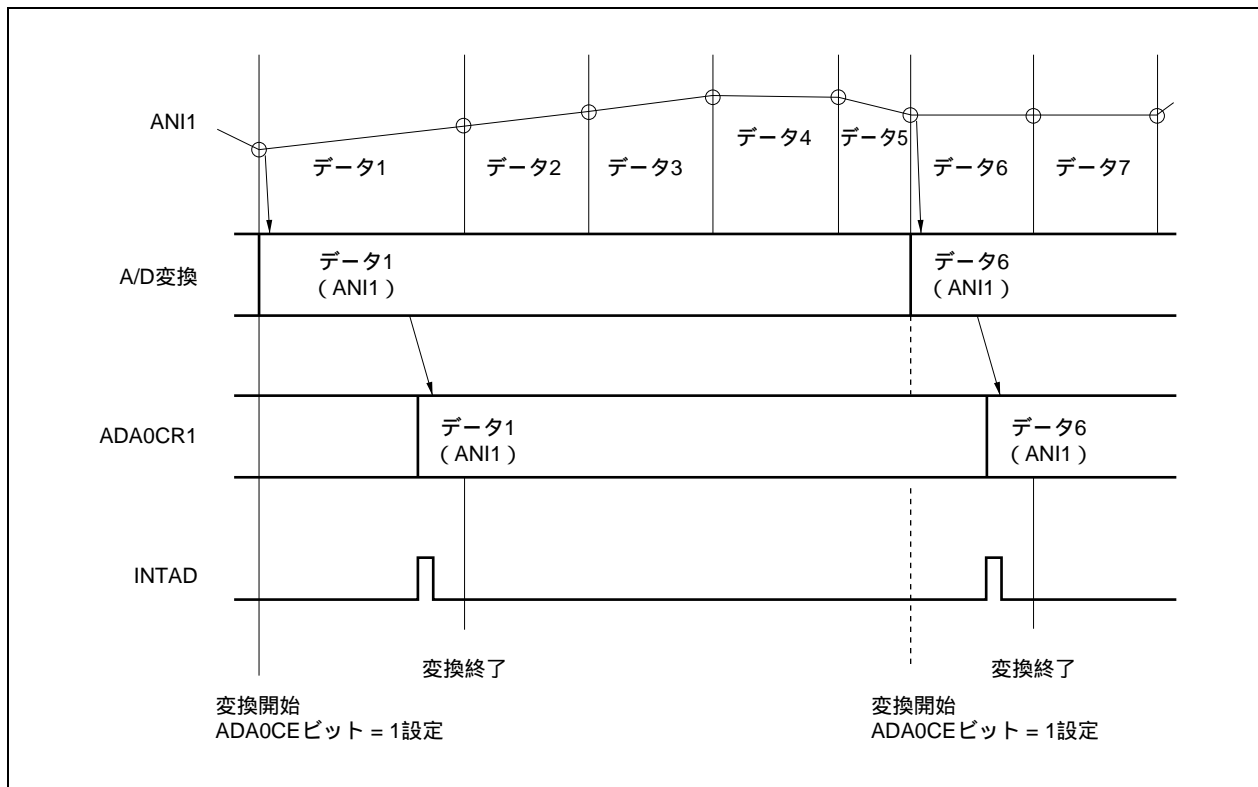 ANI1
データ1
データ2
データ3
データ4
データ5
データ6
データ7
A/D変換
データ1
（ANI1）
データ6
（ANI1）
ADA0CR1
データ1
（ANI1）
データ6
（ANI1）
INTAD
変換終了
変換終了
変換開始
ADA0CEビット = 1設定
変換開始
ADA0CEビット = 1設定